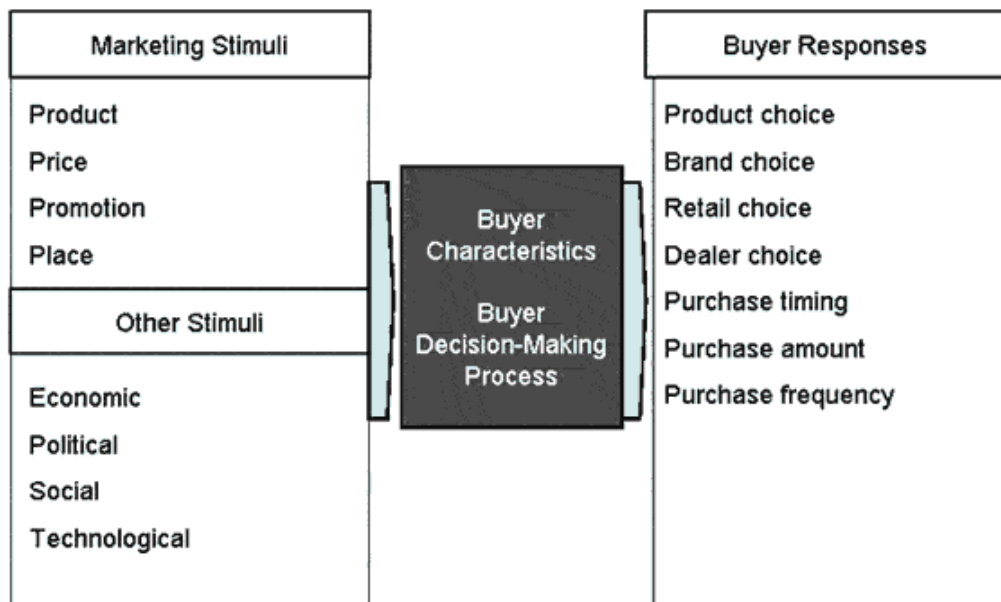 Marketing Stimuli
Product
Price
Promotion
Place
Other Stimuli
Economic
Political
Social
Technological
Buyer
Characteristics
Buyer
Decision-Making
Process
Buyer Responses
Product choice
Brand choice
Retail choice
Dealer choice
Purchase timing
Purchase amount
Purchase frequency